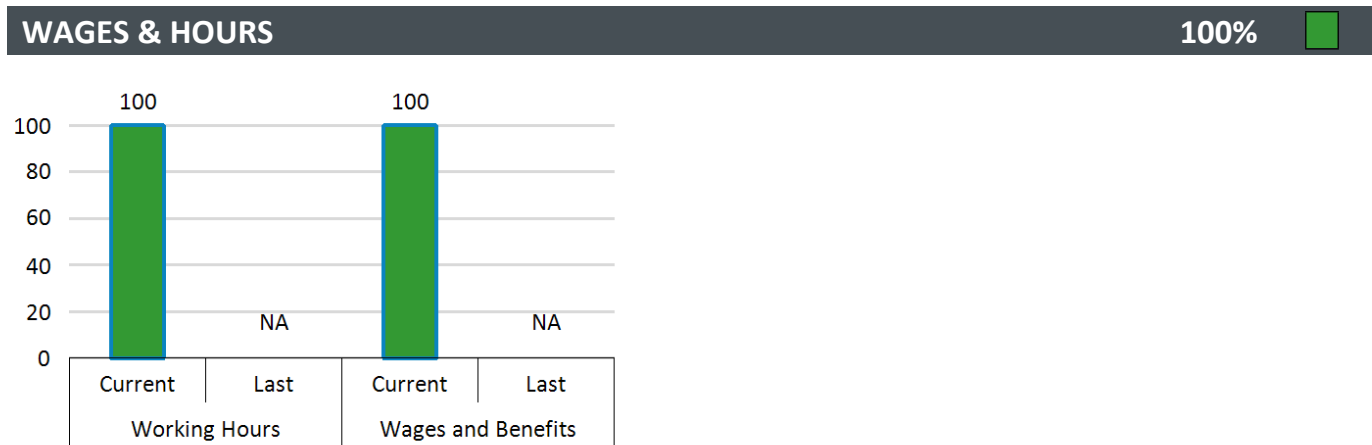 WAGES & HOURS 100%
100 100
100
80
60
40
20 NA NA
0
Current Last Current Last
Working Hours Wages and Benefits